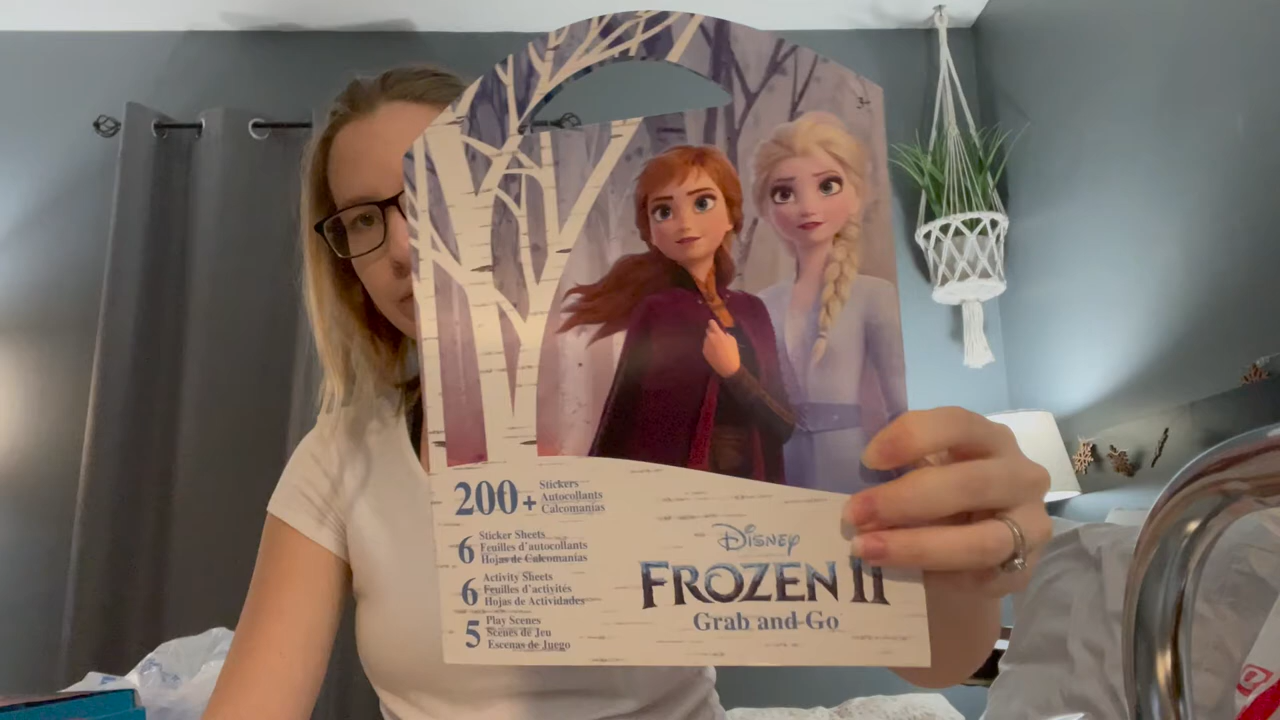 3+
200+ Stickers
Autocollants
Calcomanías
6 Sticker Sheets
Feuilles d'autocollants
Hojas de Calcomanías
6 Activity Sheets
Feuilles d'activités
Hojas de Actividades
5 Play Scenes
Scènes de Jeu
Escenas de Juego
Disney
FROZEN II
Grab and Go